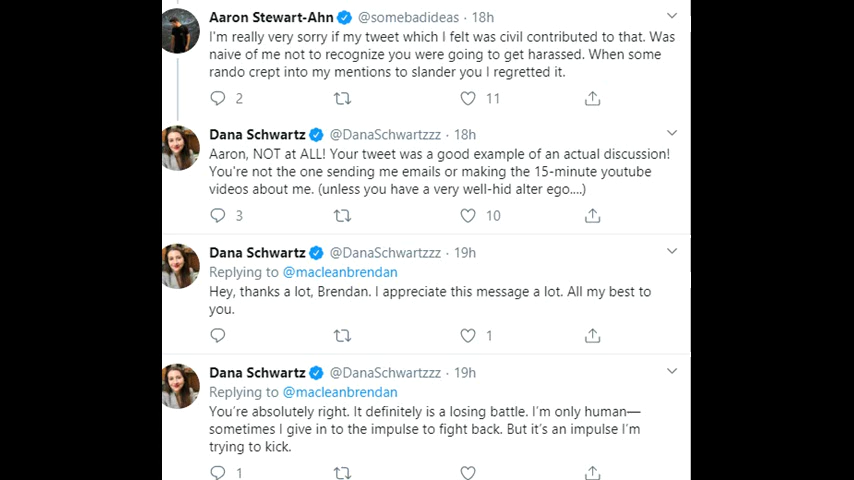 Aaron Stewart-Ahn @somebadideas · 18h
I'm really very sorry if my tweet which I felt was civil contributed to that. Was
naive of me not to recognize you were going to get harassed. When some
rando crept into my mentions to slander you I regretted it.
2 11
Dana Schwartz @DanaSchwartzzz · 18h
Aaron, NOT at ALL! Your tweet was a good example of an actual discussion!
You're not the one sending me emails or making the 15-minute youtube
videos about me. (unless you have a very well-hid alter ego....)
3 10
Dana Schwartz @DanaSchwartzzz · 19h
Replying to @macleanbrendan
Hey, thanks a lot, Brendan. I appreciate this message a lot. All my best to
you.
1
Dana Schwartz @DanaSchwartzzz · 19h
Replying to @macleanbrendan
You're absolutely right. It definitely is a losing battle. I'm only human—
sometimes I give in to the impulse to fight back. But it's an impulse I'm
trying to kick.
1